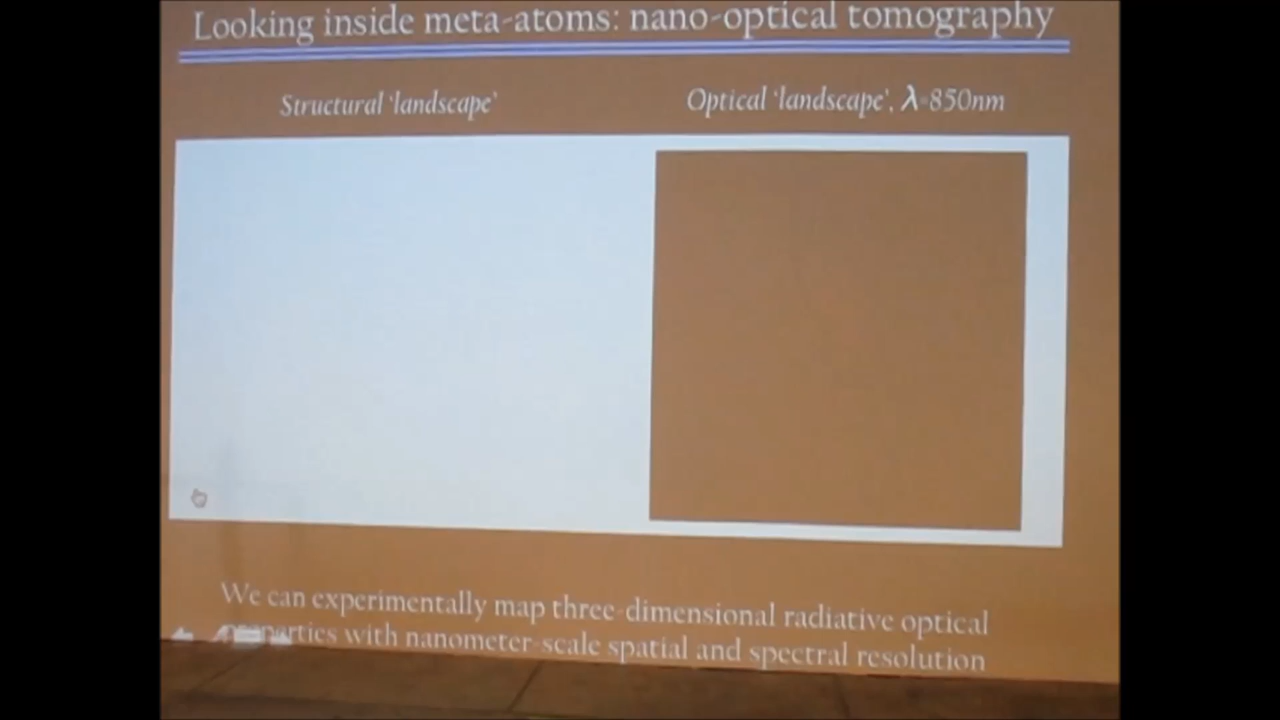 Looking inside meta-atoms: nano-optical tomography
Structural 'landscape'
Optical 'landscape', λ=850nm
We can experimentally map three-dimensional radiative optical
properties with nanometer-scale spatial and spectral resolution